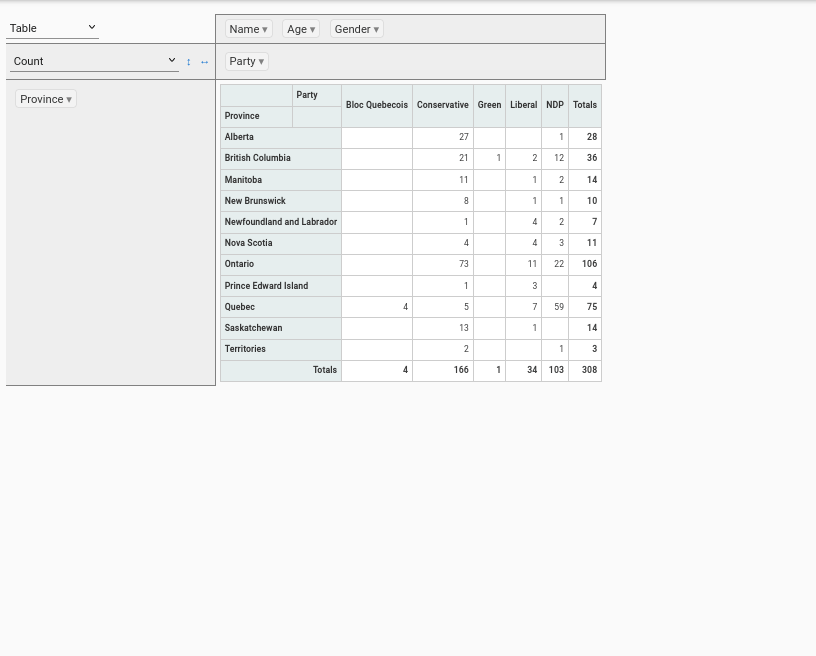 Table
Name ▾ Age ▾ Gender ▾
Count ↕ ↔
Party ▾
Province ▾
Party
Bloc Quebecois Conservative Green Liberal NDP Totals
Province
Alberta 27 1 28
British Columbia 21 1 2 12 36
Manitoba 11 1 2 14
New Brunswick 8 1 1 10
Newfoundland and Labrador 1 4 2 7
Nova Scotia 4 4 3 11
Ontario 73 11 22 106
Prince Edward Island 1 3 4
Quebec 4 5 7 59 75
Saskatchewan 13 1 14
Territories 2 1 3
Totals 4 166 1 34 103 308